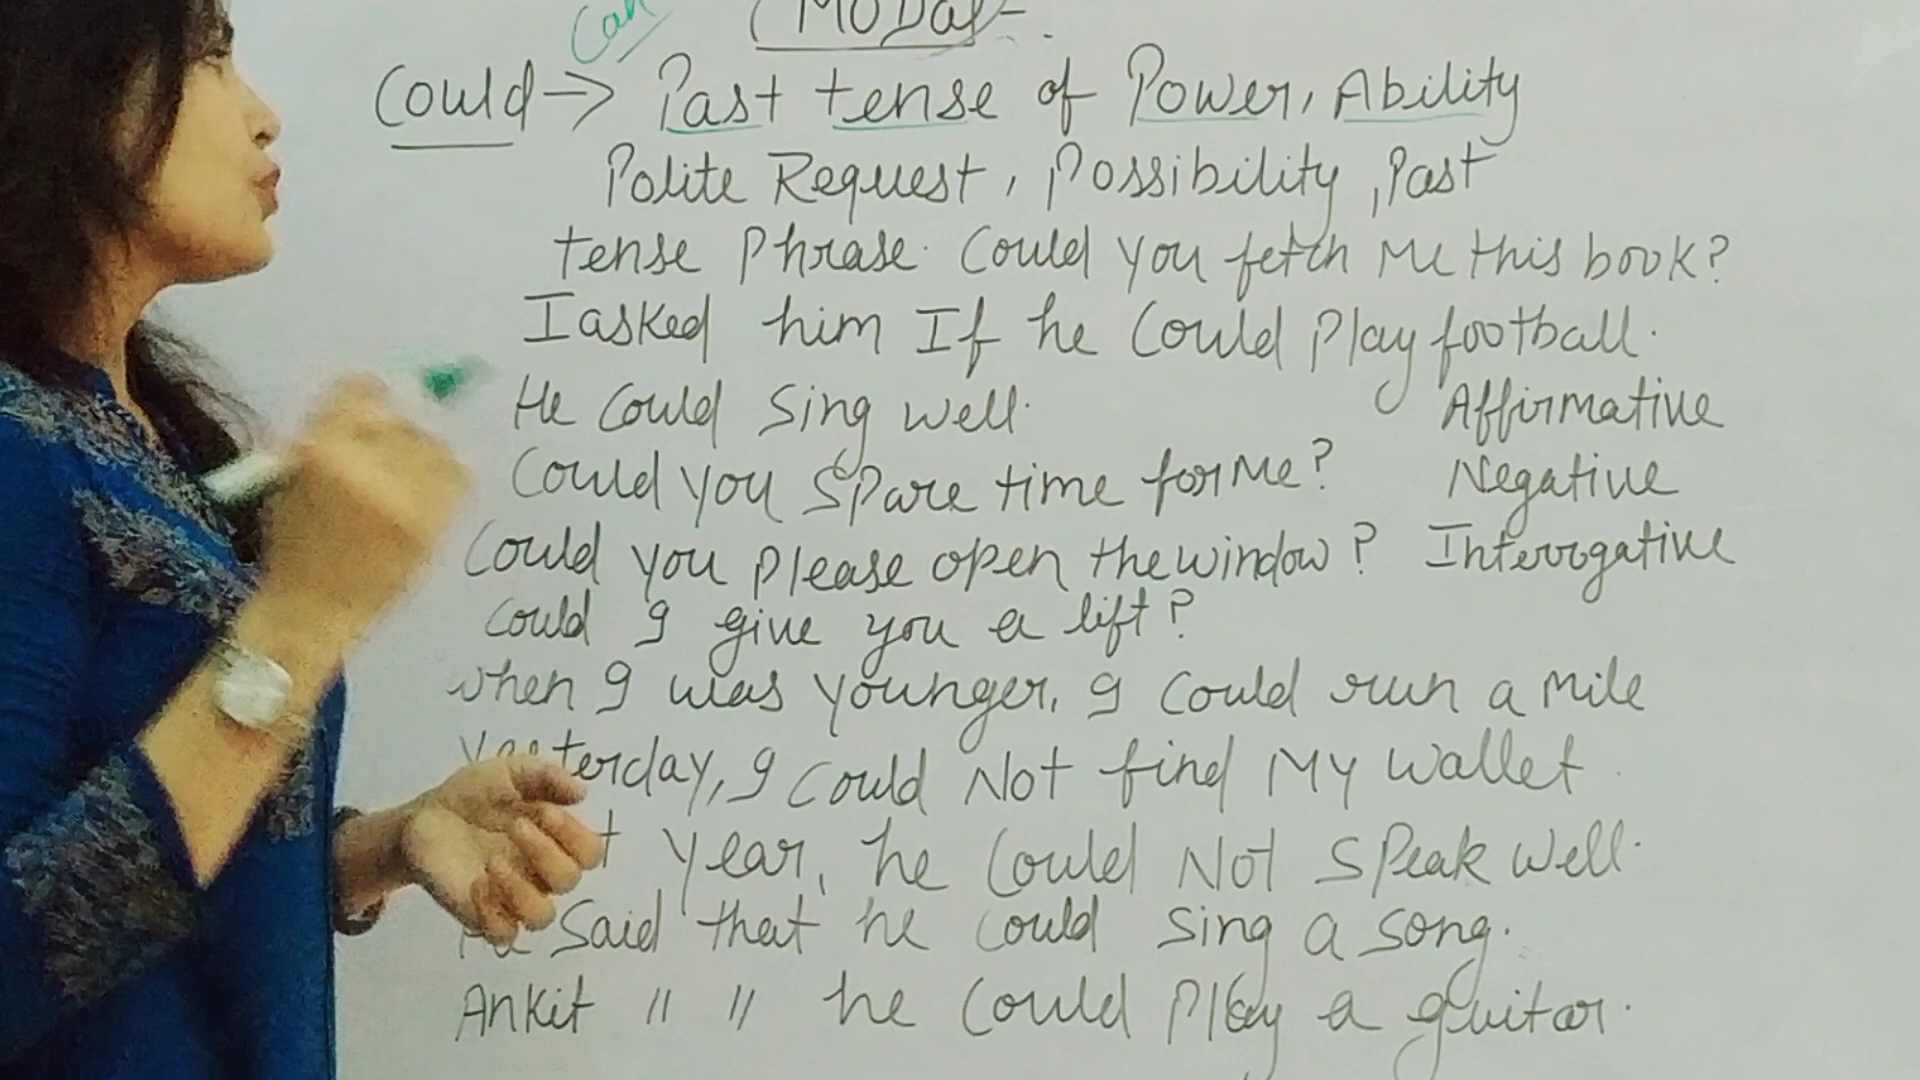 Can (Modal-
Could → Past tense of Power, Ability
Polite Request, Possibility, Past
tense Phrase. Could you fetch Me this book?
I asked him If he Could Play football.
He Could Sing well. Affirmative
Could you Spare time for Me? Negative
Could you please open the window? Interrogative
Could I give you a lift?
When I was younger, I Could run a Mile
Yesterday, I Could Not find My Wallet.
Year, he Could Not Speak well.
He Said that he Could Sing a song.
Ankit " " he Could Play a guitar.